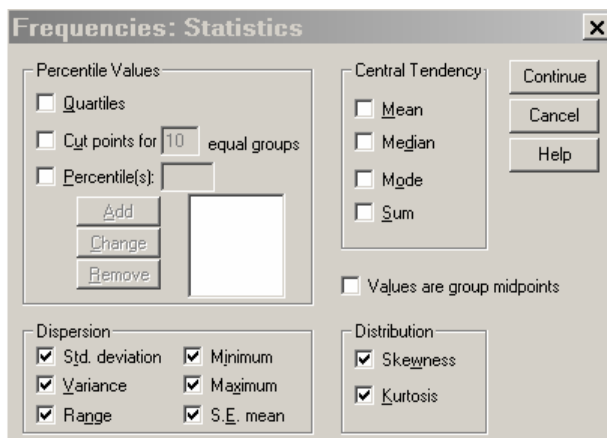 Frequencies: Statistics
Percentile Values
Quartiles
Cut points for 10 equal groups
Percentile(s):
Add
Change
Remove
Central Tendency
Mean
Median
Mode
Sum
Continue
Cancel
Help
Values are group midpoints
Dispersion
Std. deviation Minimum
Variance Maximum
Range S.E. mean
Distribution
Skewness
Kurtosis